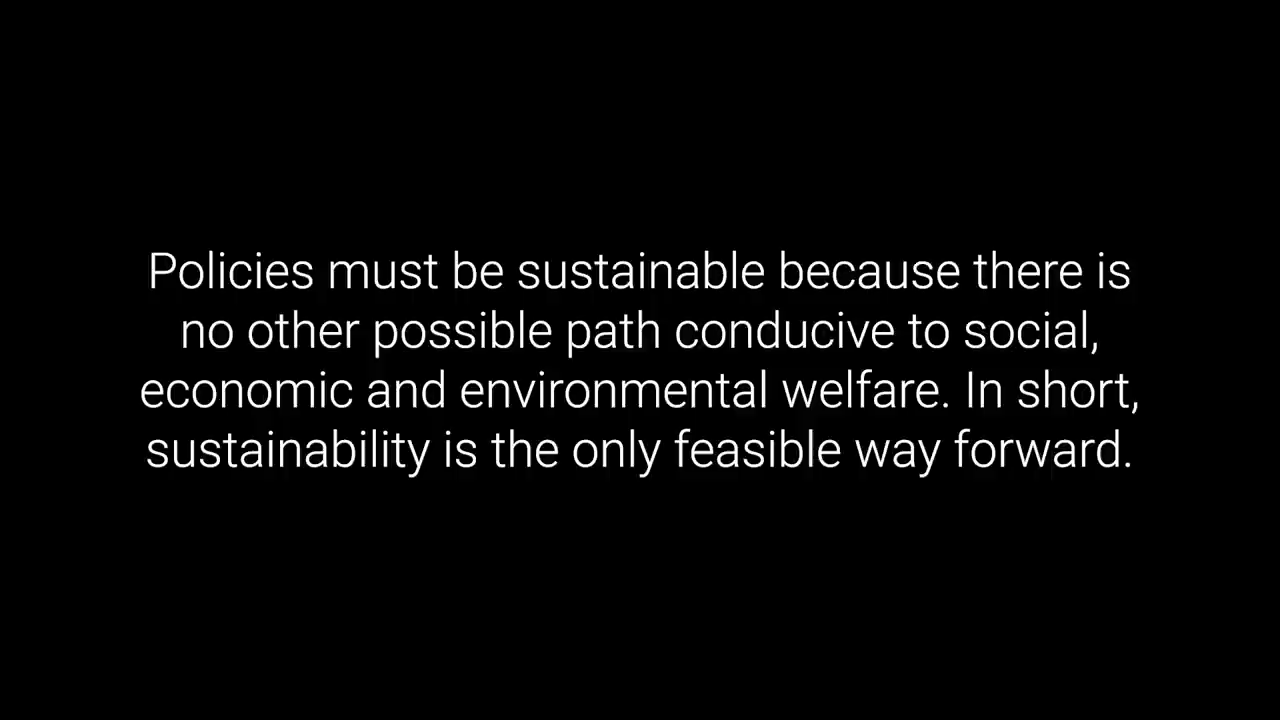 Policies must be sustainable because there is
no other possible path conducive to social,
economic and environmental welfare. In short,
sustainability is the only feasible way forward.